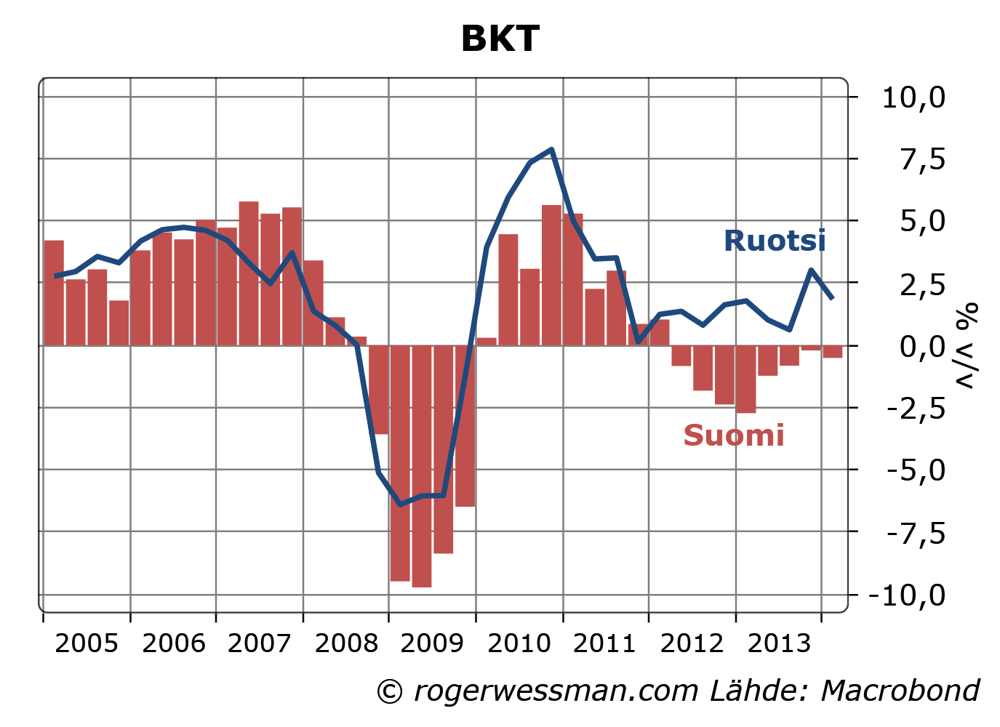 BKT
10,0
7,5
5,0
Ruotsi
2,5
0,0
% v/v
-2,5
Suomi
-5,0
-7,5
-10,0
2005 2006 2007 2008 2009 2010 2011 2012 2013
© rogerwessman.com Lähde: Macrobond